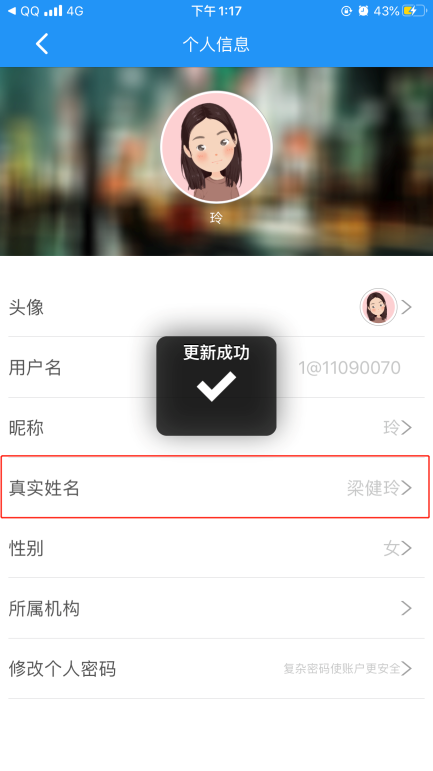 QQ 4G 下午1:17 43%
个人信息
玲
头像
更新成功
用户名 1@11090070
昵称 玲
真实姓名 梁健玲
性别 女
所属机构
修改个人密码 复杂密码使账户更安全